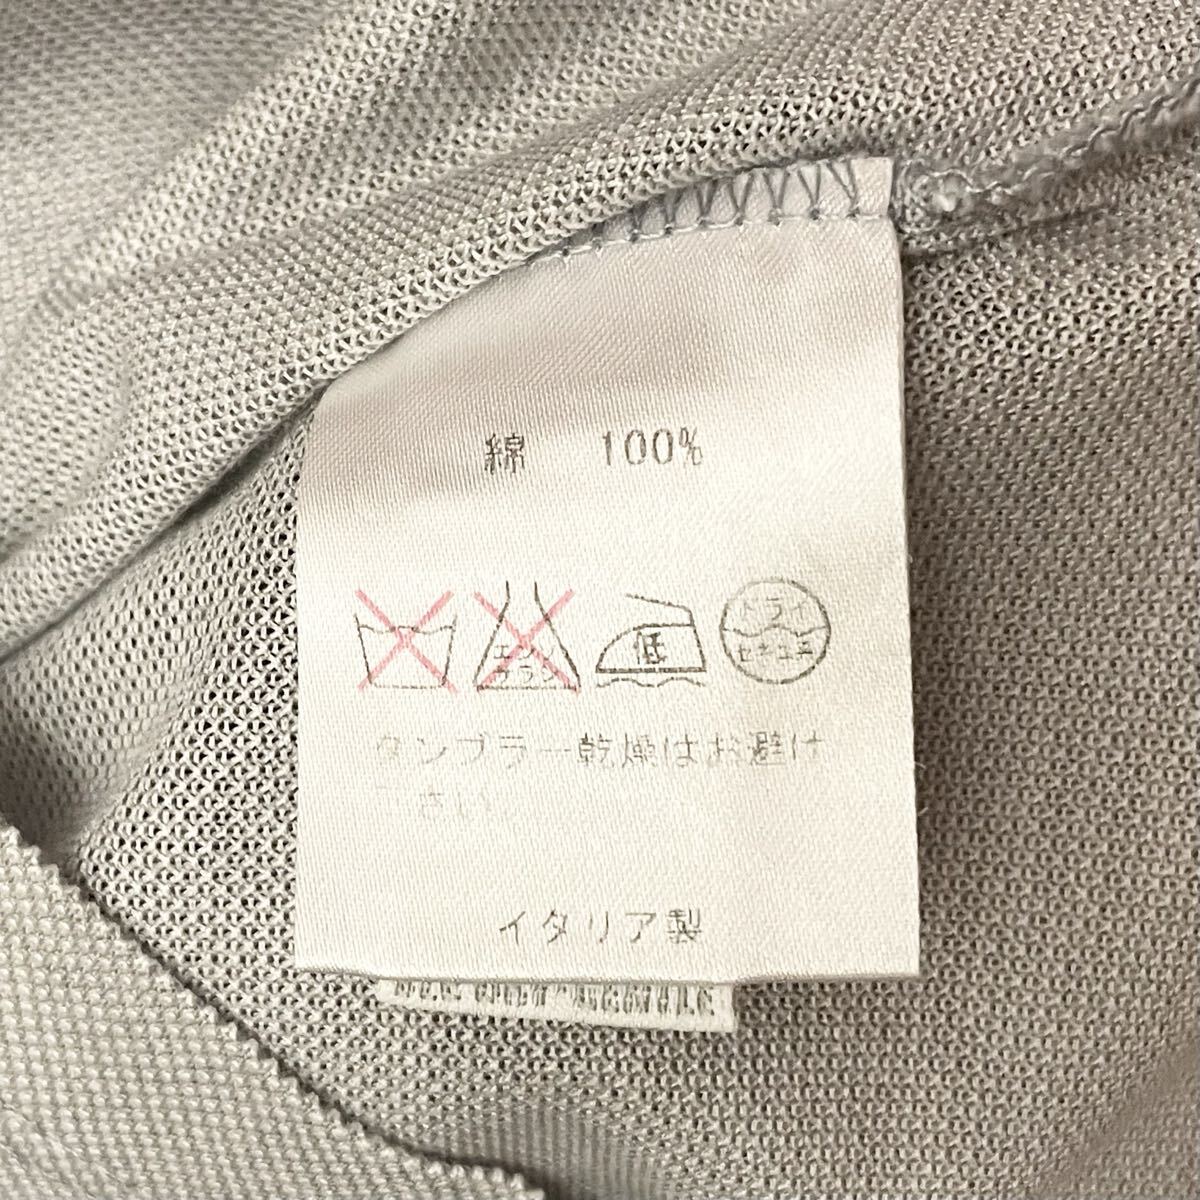 綿 100%
エンソ
サラシ
低
ドライ
セキユ系
タンブラー乾燥はお避け
下さい。
イタリア製